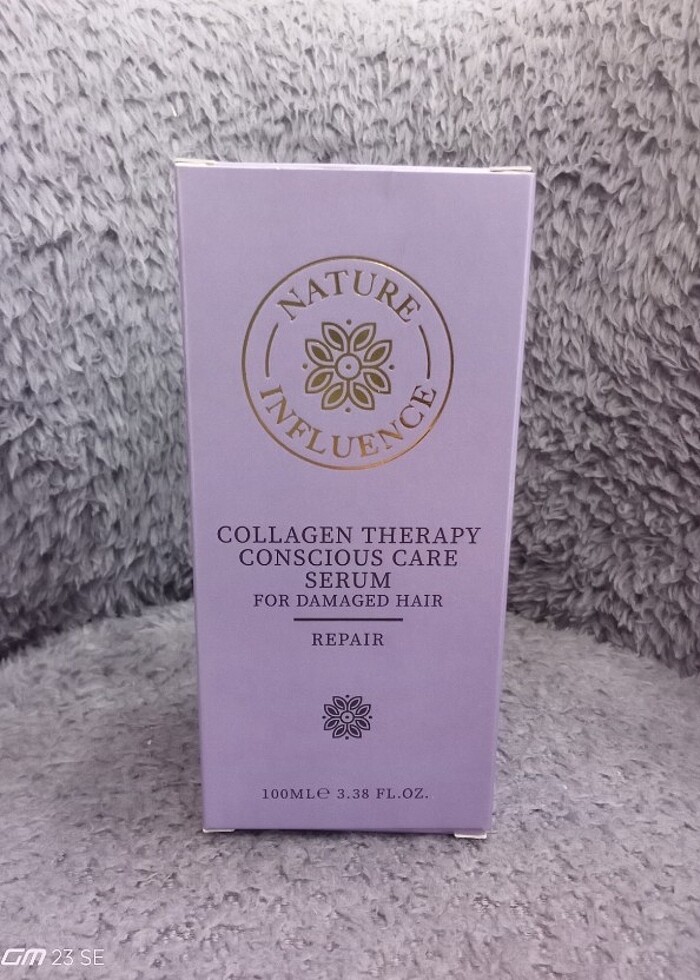 NATURE
INFLUENCE
COLLAGEN THERAPY
CONSCIOUS CARE
SERUM
FOR DAMAGED HAIR
REPAIR
100ML℮ 3.38 FL.OZ.
GM 23 SE